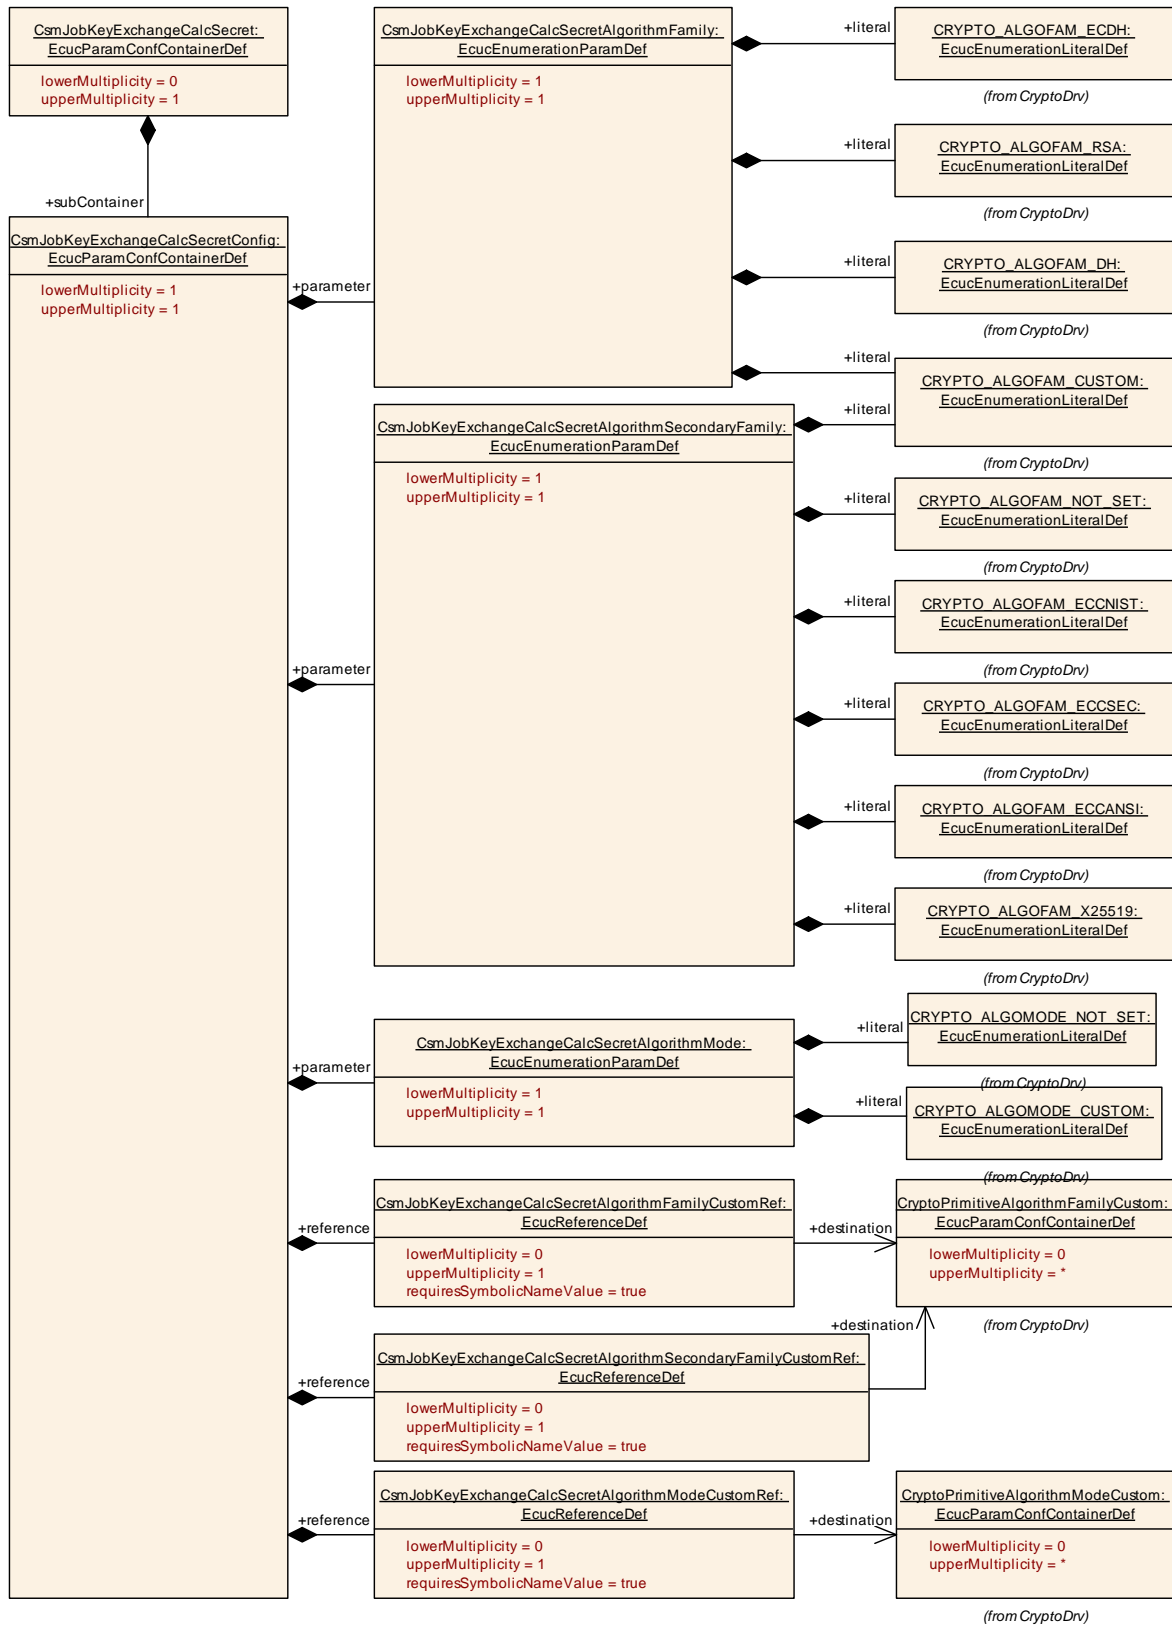 CsmJobKeyExchangeCalcSecret:
EcucParamConfContainerDef
lowerMultiplicity = 0
upperMultiplicity = 1
+subContainer
CsmJobKeyExchangeCalcSecretConfig:
EcucParamConfContainerDef
lowerMultiplicity = 1
upperMultiplicity = 1
+parameter
CsmJobKeyExchangeCalcSecretAlgorithmFamily:
EcucEnumerationParamDef
lowerMultiplicity = 1
upperMultiplicity = 1
+literal
CRYPTO_ALGOFAM_ECDH:
EcucEnumerationLiteralDef
(from CryptoDrv)
+literal
CRYPTO_ALGOFAM_RSA:
EcucEnumerationLiteralDef
(from CryptoDrv)
+literal
CRYPTO_ALGOFAM_DH:
EcucEnumerationLiteralDef
(from CryptoDrv)
+literal
CRYPTO_ALGOFAM_CUSTOM:
EcucEnumerationLiteralDef
(from CryptoDrv)
+literal
+parameter
CsmJobKeyExchangeCalcSecretAlgorithmSecondaryFamily:
EcucEnumerationParamDef
lowerMultiplicity = 1
upperMultiplicity = 1
+literal
CRYPTO_ALGOFAM_NOT_SET:
EcucEnumerationLiteralDef
(from CryptoDrv)
+literal
CRYPTO_ALGOFAM_ECCNIST:
EcucEnumerationLiteralDef
(from CryptoDrv)
+literal
CRYPTO_ALGOFAM_ECCSEC:
EcucEnumerationLiteralDef
(from CryptoDrv)
+literal
CRYPTO_ALGOFAM_ECCANSI:
EcucEnumerationLiteralDef
(from CryptoDrv)
+literal
CRYPTO_ALGOFAM_X25519:
EcucEnumerationLiteralDef
(from CryptoDrv)
+parameter
CsmJobKeyExchangeCalcSecretAlgorithmMode:
EcucEnumerationParamDef
lowerMultiplicity = 1
upperMultiplicity = 1
+literal
CRYPTO_ALGOMODE_NOT_SET:
EcucEnumerationLiteralDef
(from CryptoDrv)
+literal
CRYPTO_ALGOMODE_CUSTOM:
EcucEnumerationLiteralDef
(from CryptoDrv)
+reference
CsmJobKeyExchangeCalcSecretAlgorithmFamilyCustomRef:
EcucReferenceDef
lowerMultiplicity = 0
upperMultiplicity = 1
requiresSymbolicNameValue = true
+destination
CryptoPrimitiveAlgorithmFamilyCustom:
EcucParamConfContainerDef
lowerMultiplicity = 0
upperMultiplicity = *
(from CryptoDrv)
+destination
+reference
CsmJobKeyExchangeCalcSecretAlgorithmSecondaryFamilyCustomRef:
EcucReferenceDef
lowerMultiplicity = 0
upperMultiplicity = 1
requiresSymbolicNameValue = true
+reference
CsmJobKeyExchangeCalcSecretAlgorithmModeCustomRef:
EcucReferenceDef
lowerMultiplicity = 0
upperMultiplicity = 1
requiresSymbolicNameValue = true
+destination
CryptoPrimitiveAlgorithmModeCustom:
EcucParamConfContainerDef
lowerMultiplicity = 0
upperMultiplicity = *
(from CryptoDrv)